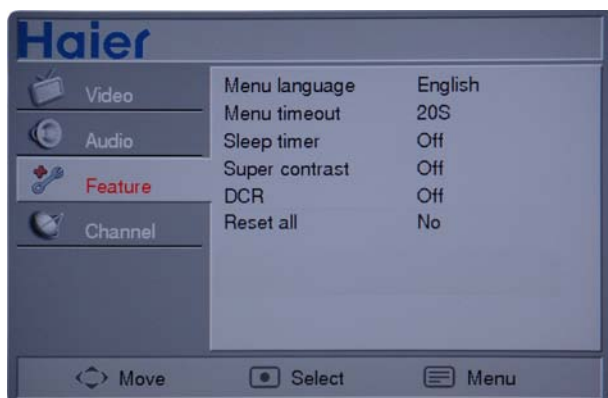 Haier
Video
Audio
Feature
Channel
Menu language English
Menu timeout 20S
Sleep timer Off
Super contrast Off
DCR Off
Reset all No
Move Select Menu